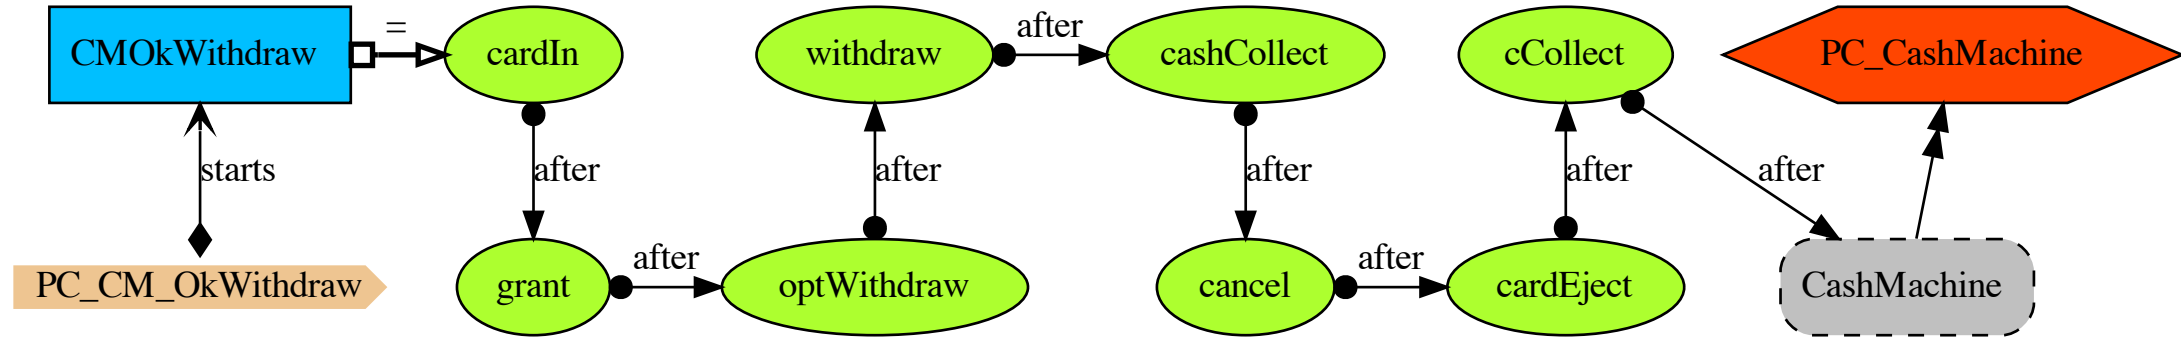 CMOkWithdraw
=
cardIn
withdraw
after
cashCollect
cCollect
PC_CashMachine
starts
after
after
after
after
after
PC_CM_OkWithdraw
grant
after
optWithdraw
cancel
after
cardEject
CashMachine